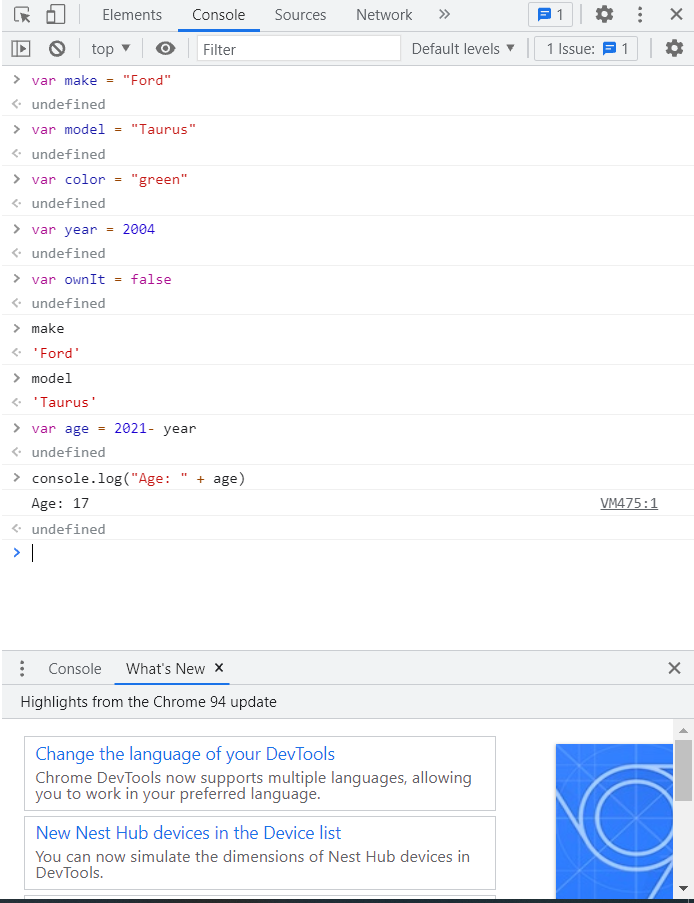 Elements Console Sources Network » 1
top ▼ Filter Default levels ▼ 1 Issue: 1
> var make = "Ford"
<· undefined
> var model = "Taurus"
<· undefined
> var color = "green"
<· undefined
> var year = 2004
<· undefined
> var ownIt = false
<· undefined
> make
<· 'Ford'
> model
<· 'Taurus'
> var age = 2021- year
<· undefined
> console.log("Age: " + age)
Age: 17 VM475:1
<· undefined
>
Console What's New ×
Highlights from the Chrome 94 update
Change the language of your DevTools
Chrome DevTools now supports multiple languages, allowing
you to work in your preferred language.
New Nest Hub devices in the Device list
You can now simulate the dimensions of Nest Hub devices in
DevTools.